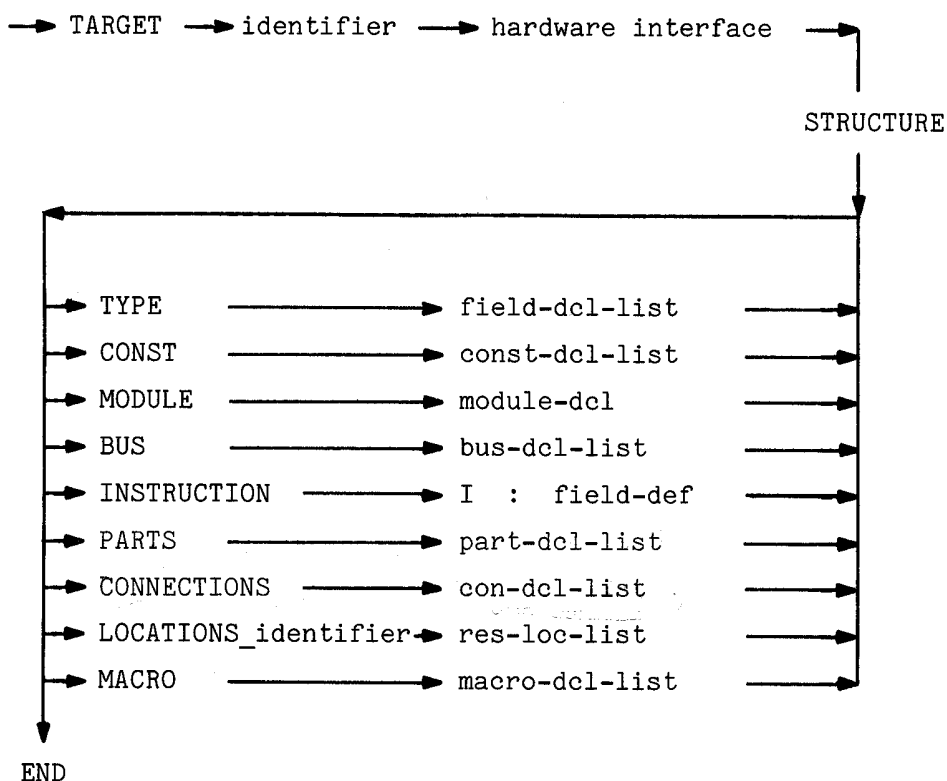 TARGET identifier hardware interface
STRUCTURE
TYPE field-dcl-list
CONST const-dcl-list
MODULE module-dcl
BUS bus-dcl-list
INSTRUCTION I : field-def
PARTS part-dcl-list
CONNECTIONS con-dcl-list
LOCATIONS_identifier res-loc-list
MACRO macro-dcl-list
END